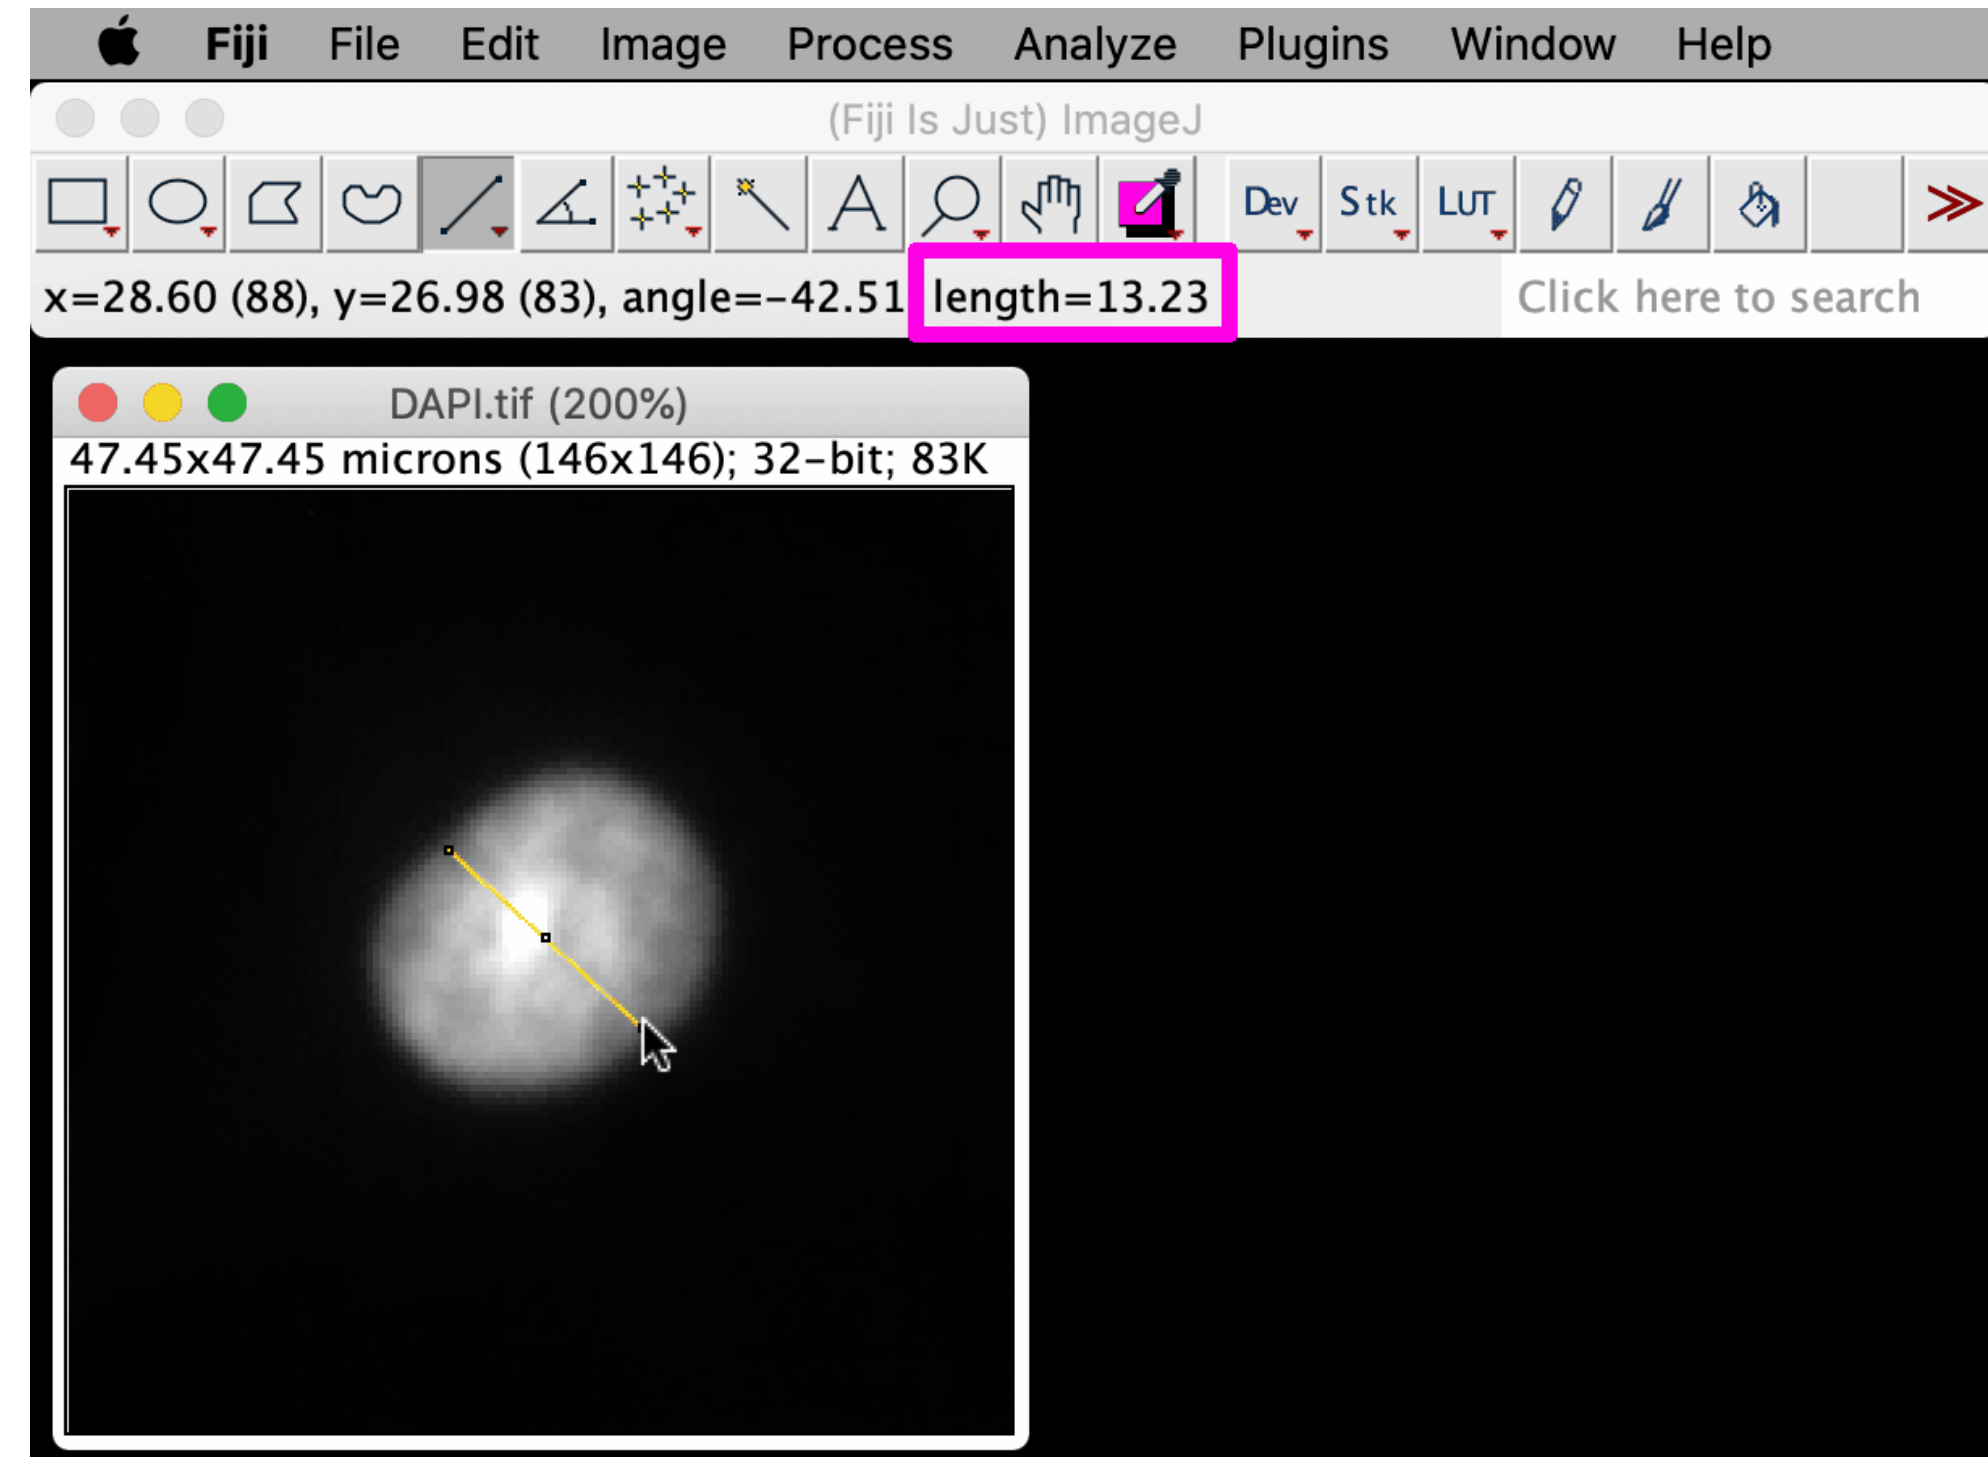 Fiji File Edit Image Process Analyze Plugins Window Help
(Fiji Is Just) ImageJ
A Dev Stk LUT
x=28.60 (88), y=26.98 (83), angle=−42.51 length=13.23 Click here to search
DAPI.tif (200%)
47.45x47.45 microns (146x146); 32−bit; 83K